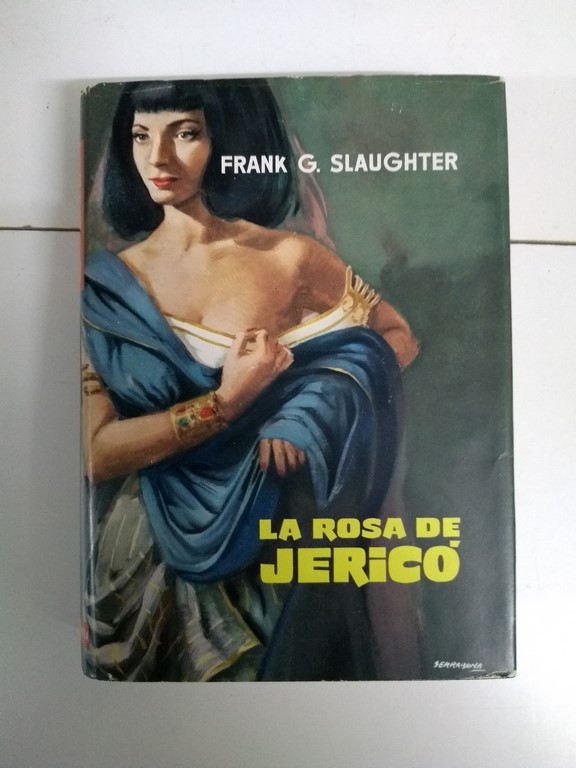 FRANK G. SLAUGHTER
LA ROSA DE
JERiCÓ